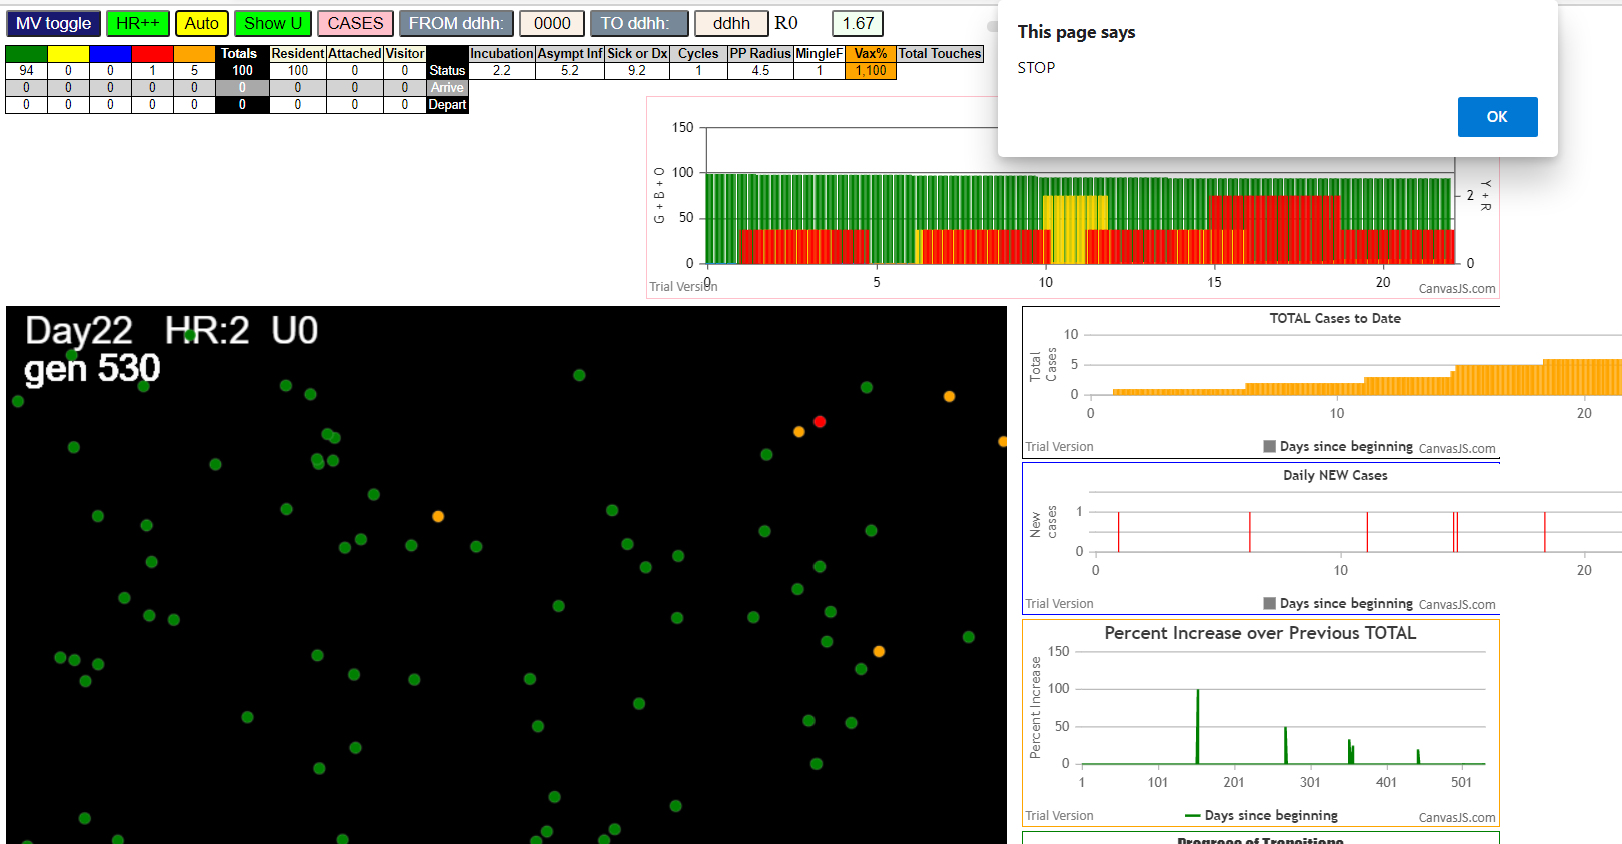 MV toggle HR++ Auto Show U CASES FROM ddhh: 0000 TO ddhh: ddhh R0 1.67
This page says
STOP
OK
Totals Resident Attached Visitor Incubation Asympt Inf Sick or Dx Cycles PP Radius MingleF Vax% Total Touches
94 0 0 1 5 100 100 0 0 Status 2.2 5.2 9.2 1 4.5 1 1,100
0 0 0 0 0 0 0 0 0 Arrive
0 0 0 0 0 0 0 0 0 Depart
150
100
50
0
G + B + O
2
0
Y + R
0 5 10 15 20
Trial Version
CanvasJS.com
Day22 HR:2 U0
gen 530
TOTAL Cases to Date
10
5
0
Total
Cases
0 10 20
Days since beginning
Trial Version
CanvasJS.com
Daily NEW Cases
1
0
New
cases
0 10 20
Days since beginning
Trial Version
CanvasJS.com
Percent Increase over Previous TOTAL
150
100
50
0
Percent Increase
1 101 201 301 401 501
Days since beginning
Trial Version
CanvasJS.com
Progress of Transitions